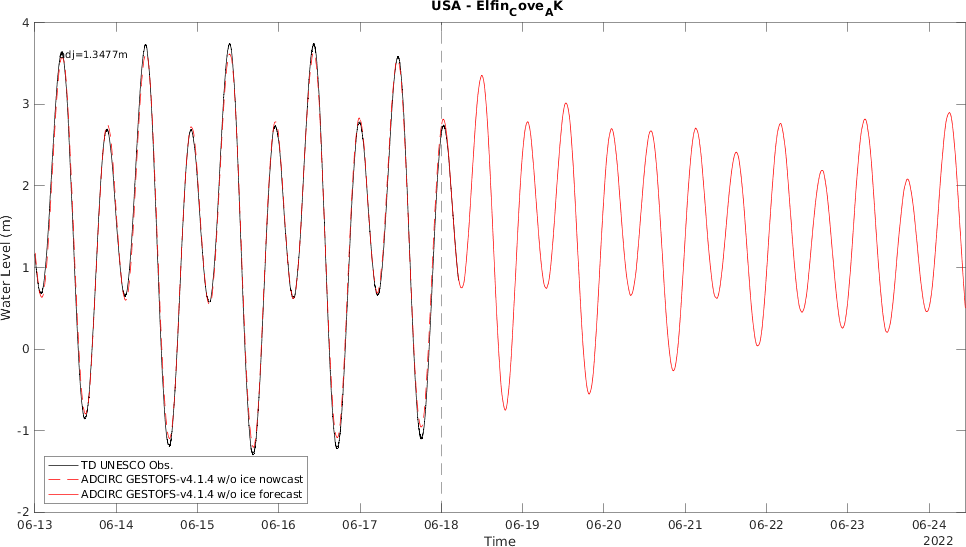 USA - Elfin_Cove_AK
adj=1.3477m
4
3
2
1
0
-1
-2
Water Level (m)
TD UNESCO Obs.
ADCIRC GESTOFS-v4.1.4 w/o ice nowcast
ADCIRC GESTOFS-v4.1.4 w/o ice forecast
06-13 06-14 06-15 06-16 06-17 06-18 06-19 06-20 06-21 06-22 06-23 06-24
Time
2022